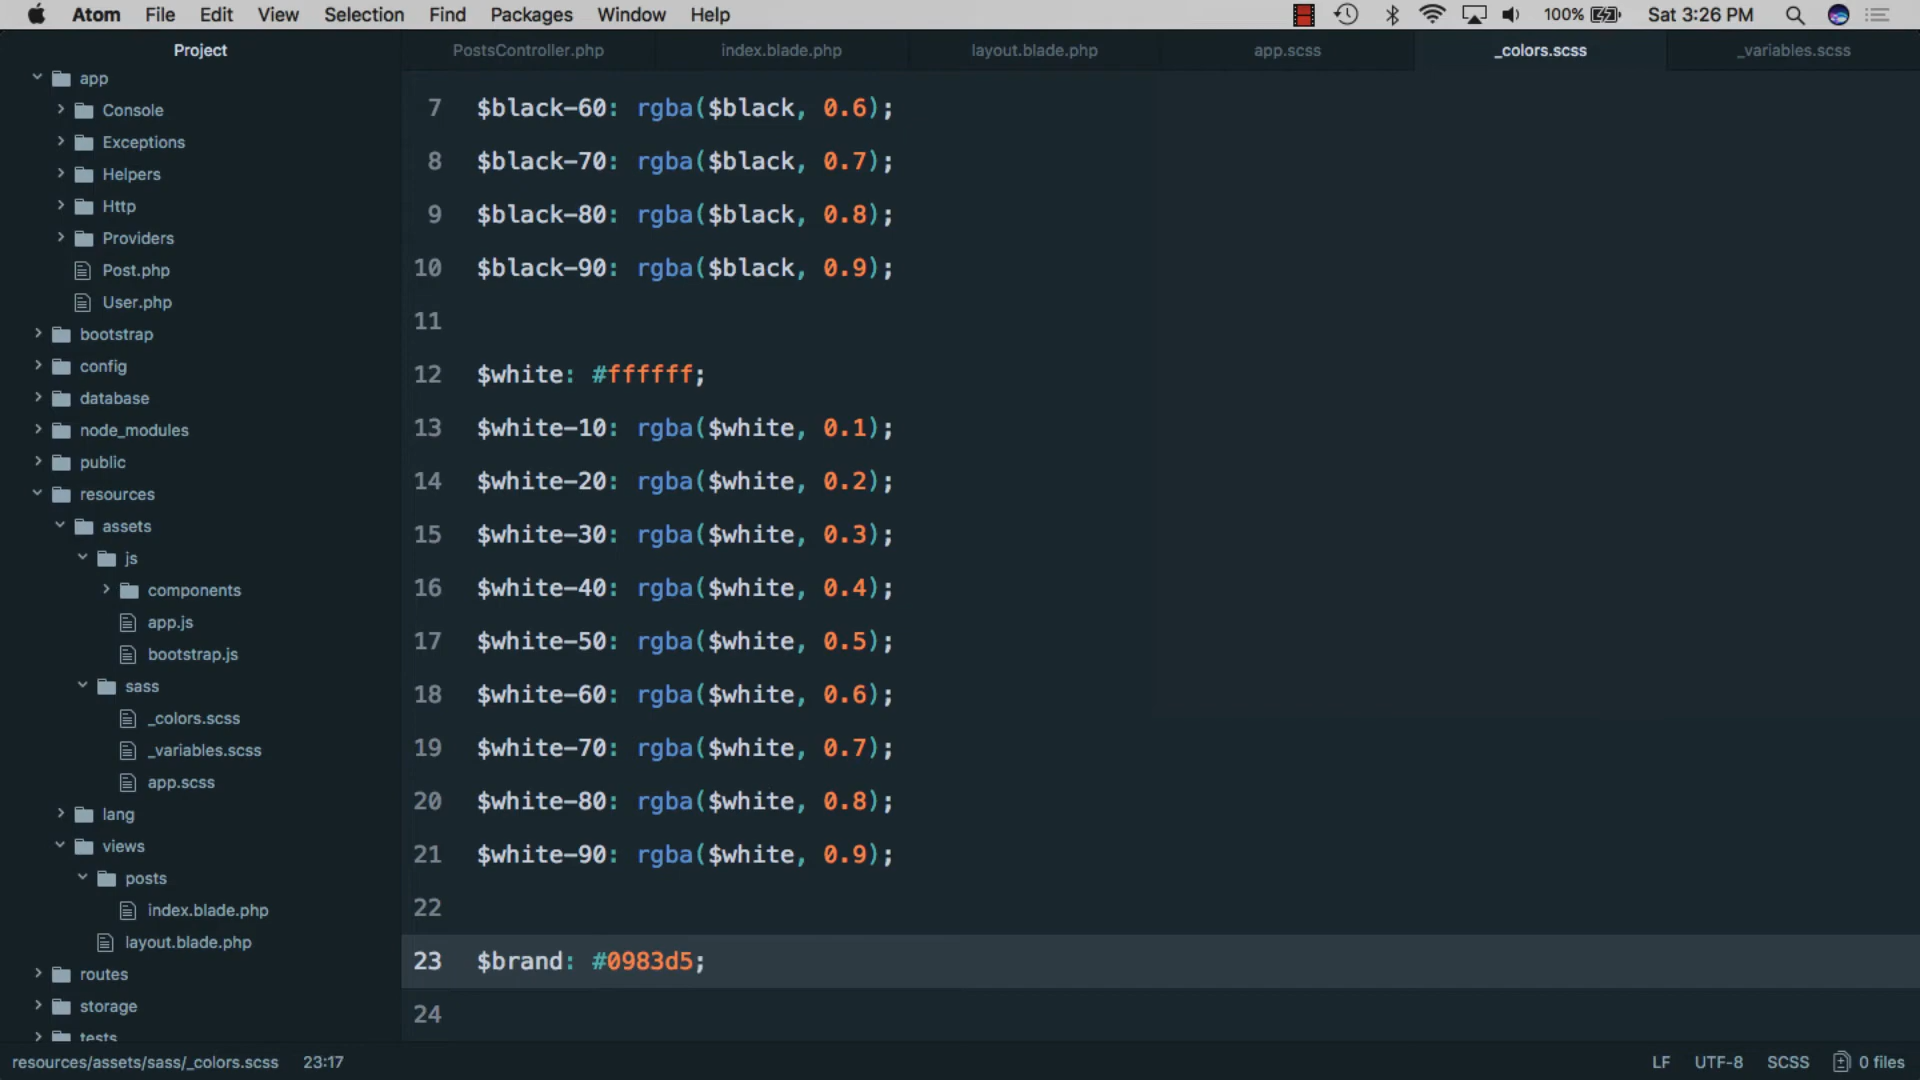 Atom File Edit View Selection Find Packages Window Help 100% Sat 3:26 PM
Project PostsController.php index.blade.php layout.blade.php app.scss _colors.scss _variables.scss
app
Console
Exceptions
Helpers
Http
Providers
Post.php
User.php
bootstrap
config
database
node_modules
public
resources
assets
js
components
app.js
bootstrap.js
sass
_colors.scss
_variables.scss
app.scss
lang
views
posts
index.blade.php
layout.blade.php
routes
storage
tests
7 $black-60: rgba($black, 0.6);
8 $black-70: rgba($black, 0.7);
9 $black-80: rgba($black, 0.8);
10 $black-90: rgba($black, 0.9);
11
12 $white: #ffffff;
13 $white-10: rgba($white, 0.1);
14 $white-20: rgba($white, 0.2);
15 $white-30: rgba($white, 0.3);
16 $white-40: rgba($white, 0.4);
17 $white-50: rgba($white, 0.5);
18 $white-60: rgba($white, 0.6);
19 $white-70: rgba($white, 0.7);
20 $white-80: rgba($white, 0.8);
21 $white-90: rgba($white, 0.9);
22
23 $brand: #0983d5;
24
resources/assets/sass/_colors.scss 23:17 LF UTF-8 SCSS 0 files